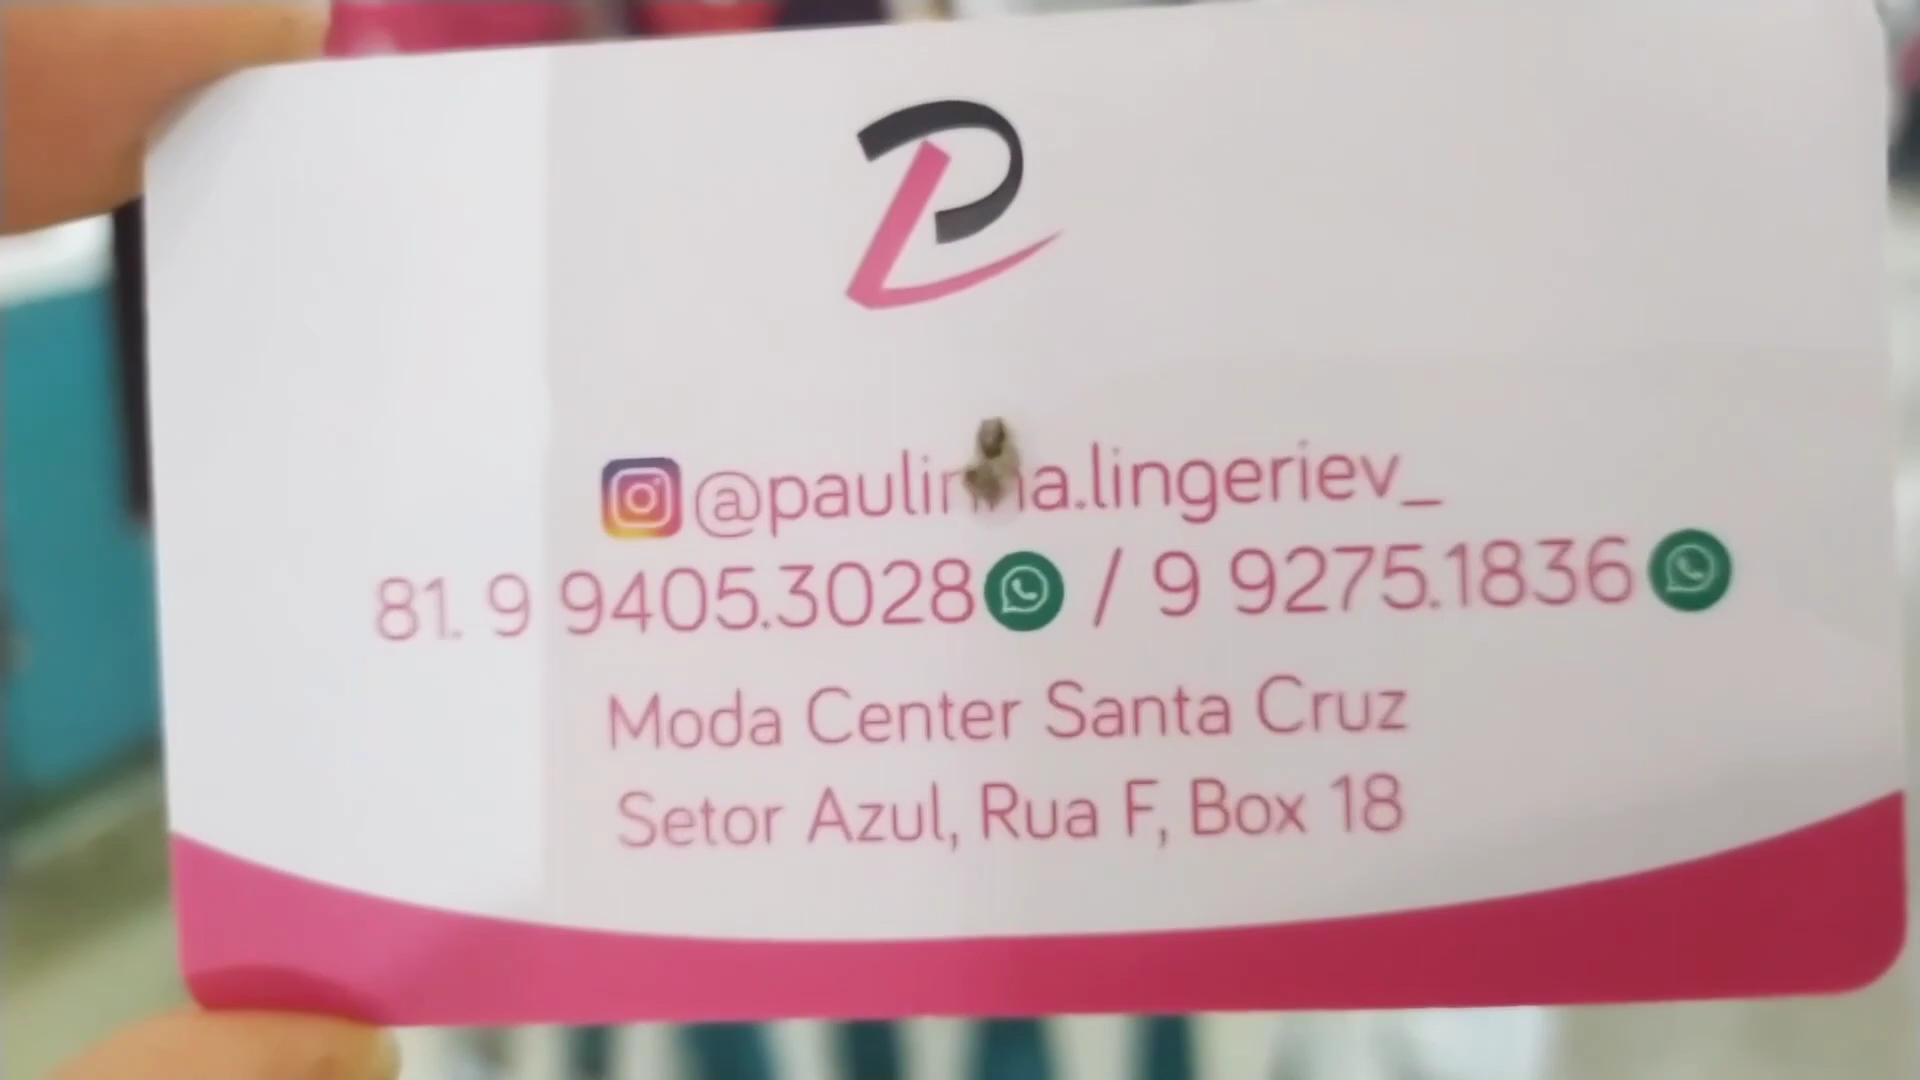 81. 9 9405.3028 / 9 9275.1836
Moda Center Santa Cruz
Setor Azul, Rua F, Box 18